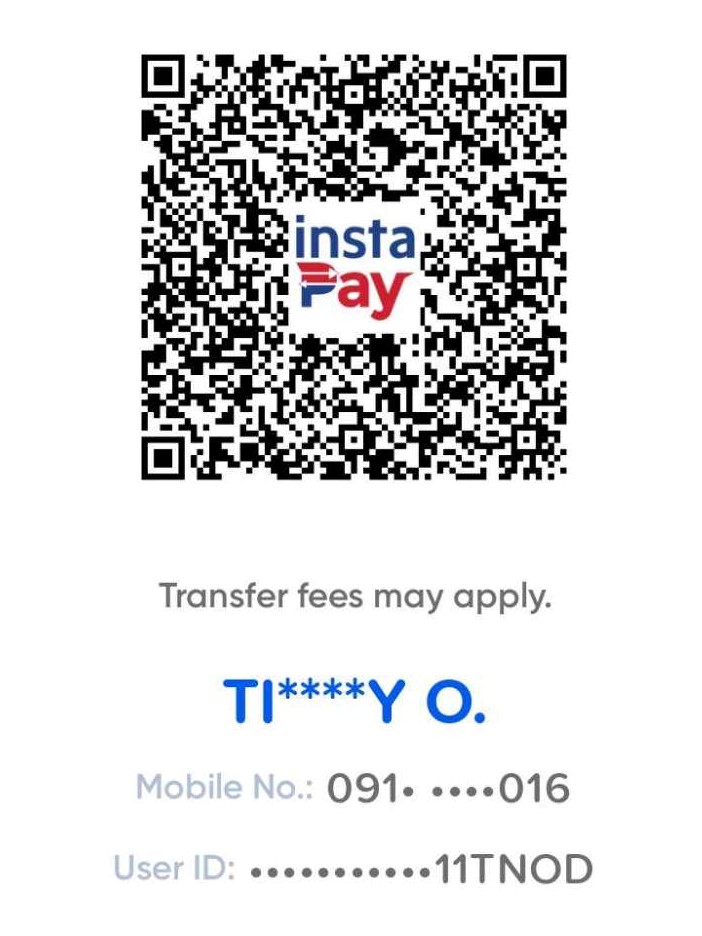 insta
Pay
Transfer fees may apply.
TI****Y O.
Mobile No.: 091• ••••016
User ID: •••••••••••11TNOD